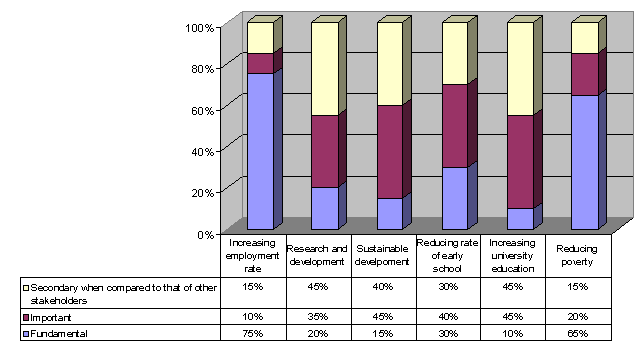 100%
80%
60%
40%
20%
0%
Increasing employment rate
Research and development
Sustainable develpoment
Reducing rate of early school
Increasing university education
Reducing poverty
Secondary when compared to that of other stakeholders
15% 45% 40% 30% 45% 15%
Important 10% 35% 45% 40% 45% 20%
Fundamental 75% 20% 15% 30% 10% 65%